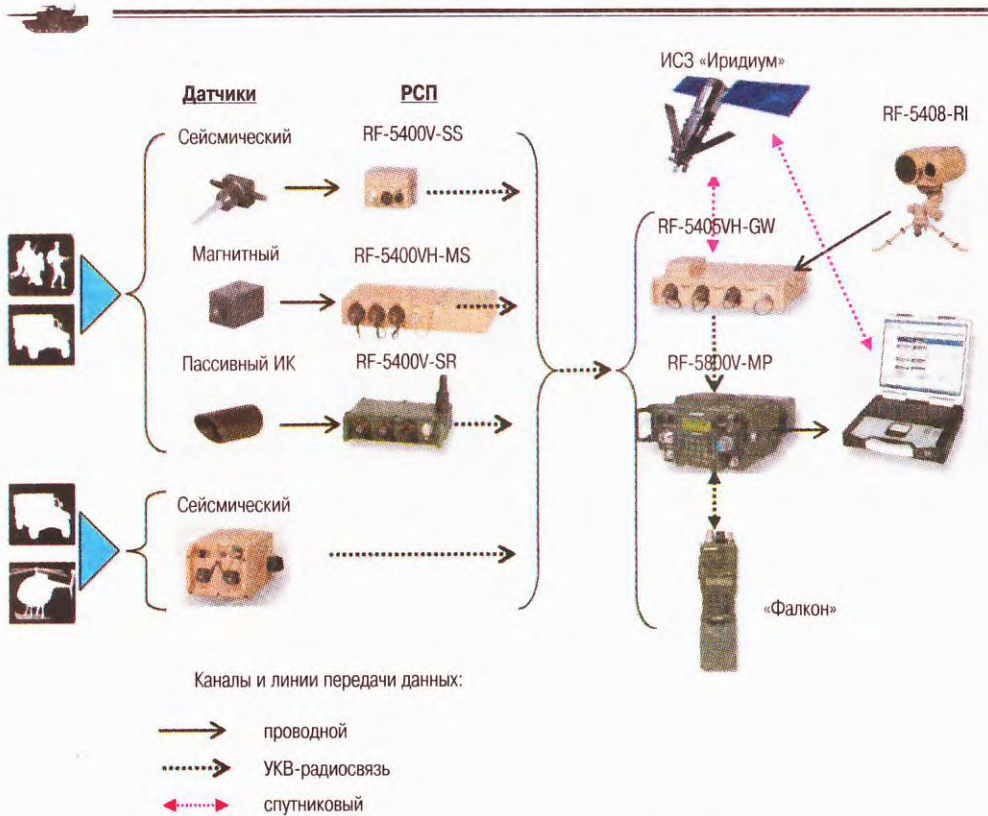 ИСЗ «Иридиум»
Датчики
РСП
RF-5408-RI
Сейсмический
RF-5400V-SS
RF-5405VH-GW
Магнитный
RF-5400VH-MS
Пассивный ИК
RF-5400V-SR
RF-5800V-MP
Сейсмический
«Фалкон»
Каналы и линии передачи данных:
проводной
УКВ-радиосвязь
спутниковый